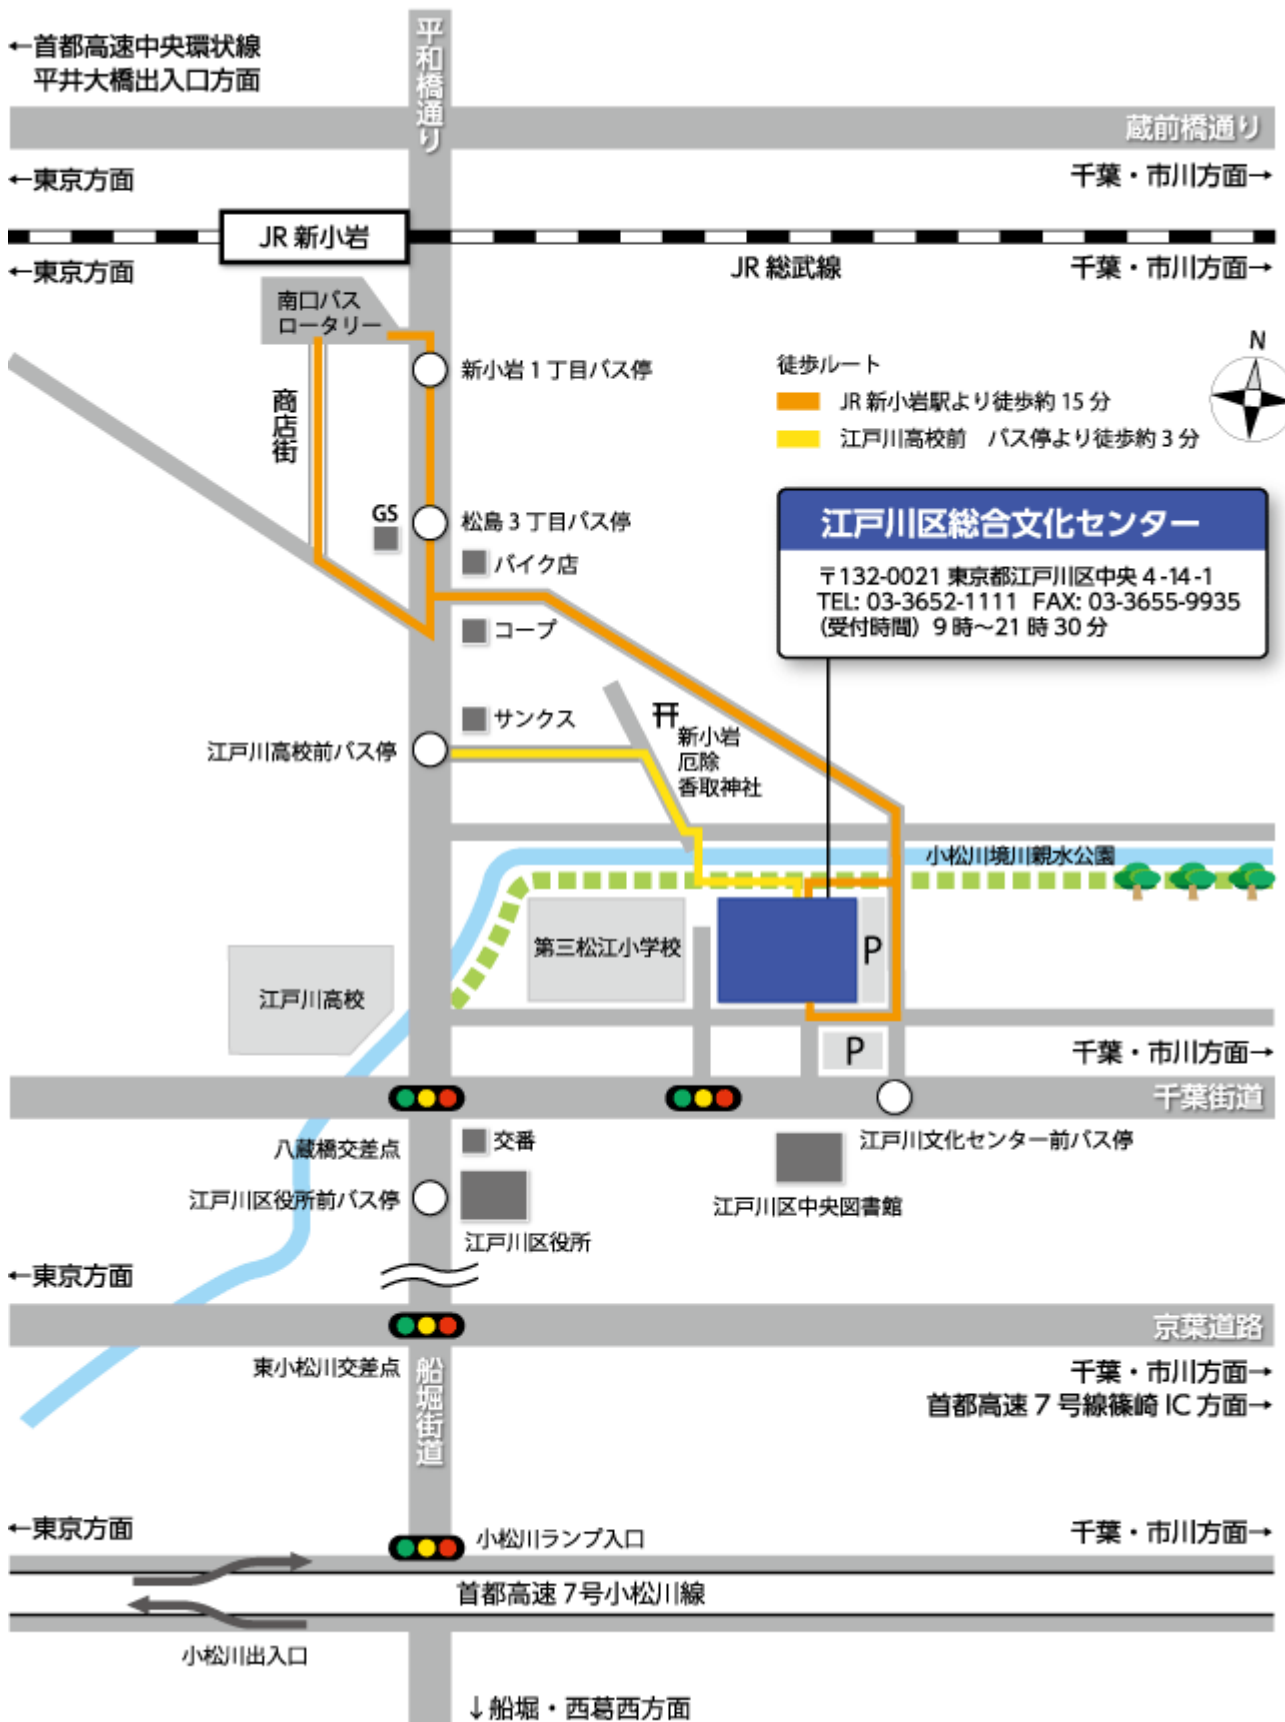 ←首都高速中央環状線
平井大橋出入口方面
平和橋通り
蔵前橋通り
←東京方面
千葉・市川方面→
JR 新小岩
←東京方面
JR 総武線
千葉・市川方面→
南口バス
ロータリー
新小岩 1 丁目バス停
商店街
徒歩ルート
JR 新小岩駅より徒歩約 15 分
江戸川高校前　バス停より徒歩約 3 分
N
GS
松島 3 丁目バス停
バイク店
コープ
江戸川区総合文化センター
〒132-0021 東京都江戸川区中央 4-14-1
TEL: 03-3652-1111 FAX: 03-3655-9935
（受付時間）9 時～21 時 30 分
サンクス
江戸川高校前バス停
新小岩
厄除
香取神社
小松川境川親水公園
第三松江小学校
P
江戸川高校
P
千葉・市川方面→
千葉街道
八蔵橋交差点
交番
江戸川文化センター前バス停
江戸川区役所前バス停
江戸川区中央図書館
江戸川区役所
←東京方面
京葉道路
東小松川交差点
船堀街道
千葉・市川方面→
首都高速 7 号線篠崎 IC 方面→
←東京方面
小松川ランプ入口
千葉・市川方面→
首都高速 7号小松川線
小松川出入口
↓船堀・西葛西方面